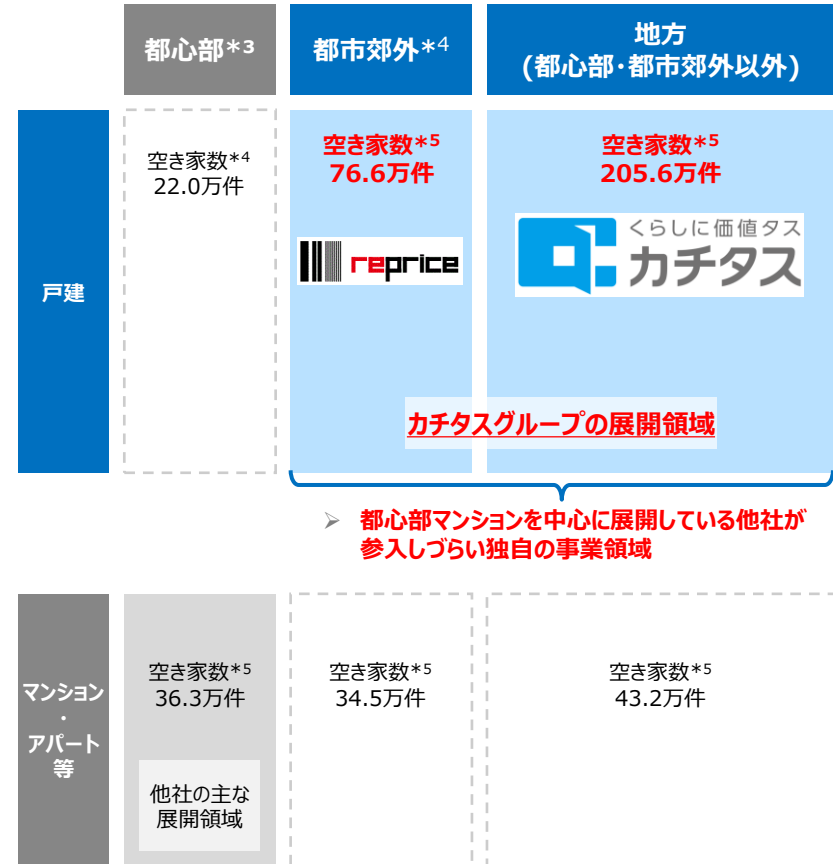 都心部*3
都市郊外*4
地方
(都心部・都市郊外以外)
戸建
空き家数*4
22.0万件
空き家数*5
76.6万件
reprice
空き家数*5
205.6万件
くらしに価値タス
カチタス
カチタスグループの展開領域
➢ 都心部マンションを中心に展開している他社が
参入しづらい独自の事業領域
マンション
・
アパート
等
空き家数*5
36.3万件
他社の主な
展開領域
空き家数*5
34.5万件
空き家数*5
43.2万件